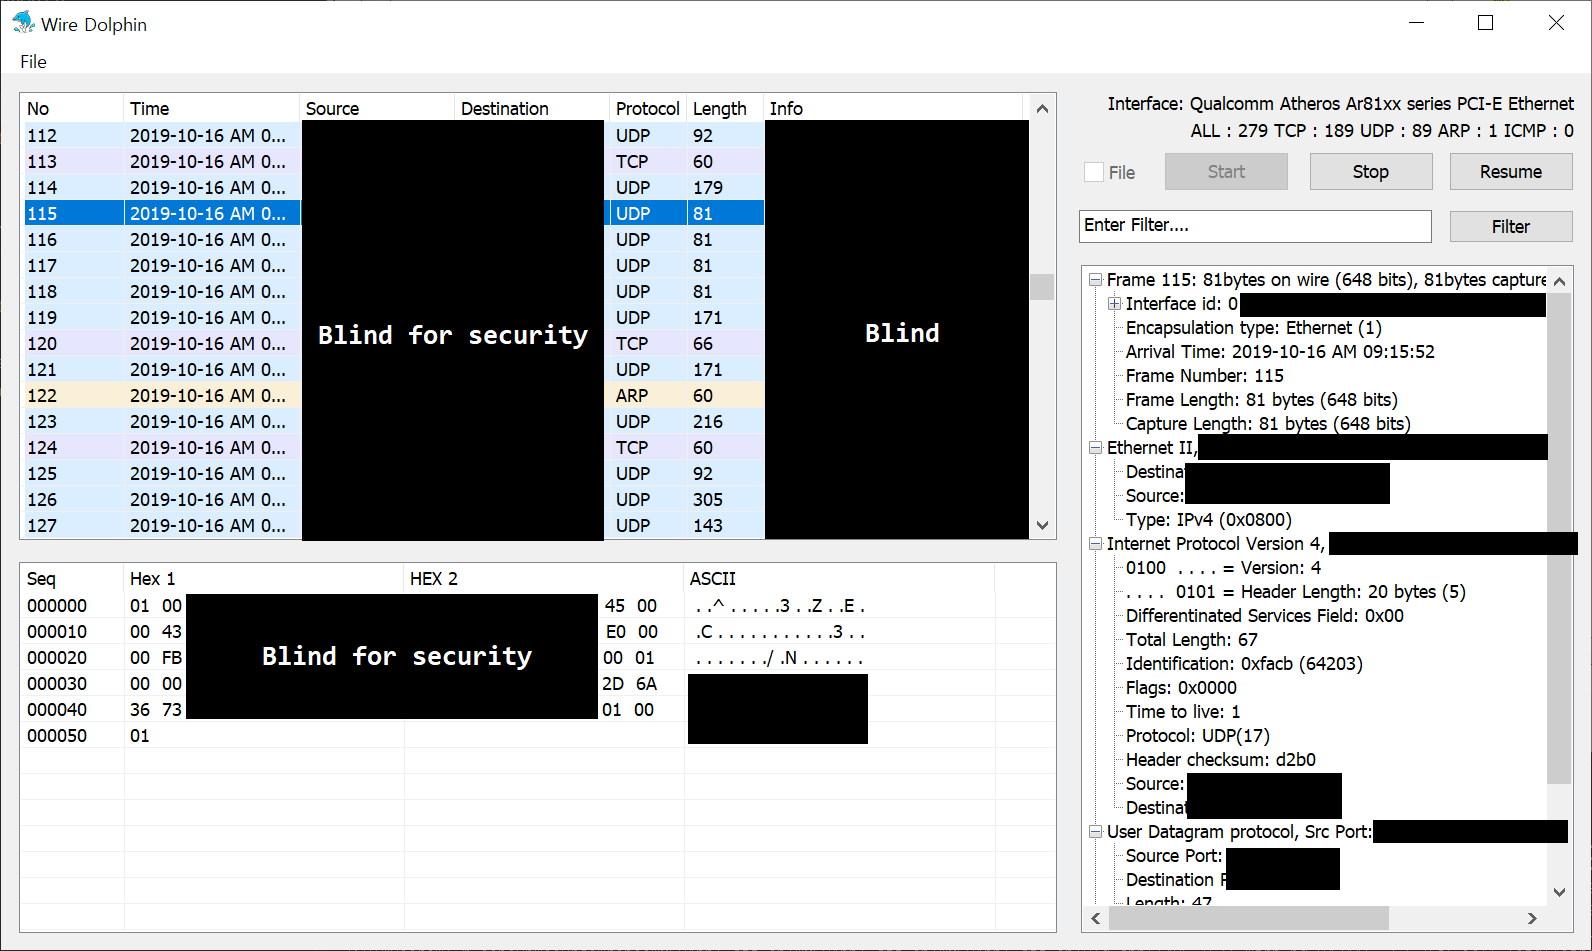 Wire Dolphin
File
No Time Source Destination Protocol Length Info
112 2019-10-16 AM 0... UDP 92
113 2019-10-16 AM 0... TCP 60
114 2019-10-16 AM 0... UDP 179
115 2019-10-16 AM 0... UDP 81
116 2019-10-16 AM 0... UDP 81
117 2019-10-16 AM 0... UDP 81
118 2019-10-16 AM 0... UDP 81
119 2019-10-16 AM 0... UDP 171
120 2019-10-16 AM 0... TCP 66
121 2019-10-16 AM 0... UDP 171
122 2019-10-16 AM 0... ARP 60
123 2019-10-16 AM 0... UDP 216
124 2019-10-16 AM 0... TCP 60
125 2019-10-16 AM 0... UDP 92
126 2019-10-16 AM 0... UDP 305
127 2019-10-16 AM 0... UDP 143
Blind for security
Blind
Seq Hex 1 HEX 2 ASCII
000000 01 00 45 00 . .^ . . . . .3 . .Z . .E .
000010 00 43 E0 00 .C . . . . . . . . . . .3 . .
000020 00 FB 00 01 . . . . . . ./ .N . . . . . .
000030 00 00 2D 6A
000040 36 73 01 00
000050 01
Blind for security
Interface: Qualcomm Atheros Ar81xx series PCI-E Ethernet
ALL : 279 TCP : 189 UDP : 89 ARP : 1 ICMP : 0
File Start Stop Resume
Enter Filter.... Filter
Frame 115: 81bytes on wire (648 bits), 81bytes capture
Interface id: 0
Encapsulation type: Ethernet (1)
Arrival Time: 2019-10-16 AM 09:15:52
Frame Number: 115
Frame Length: 81 bytes (648 bits)
Capture Length: 81 bytes (648 bits)
Ethernet II,
Destina
Source:
Type: IPv4 (0x0800)
Internet Protocol Version 4,
0100 . . . . = Version: 4
. . . . 0101 = Header Length: 20 bytes (5)
Differentinated Services Field: 0x00
Total Length: 67
Identification: 0xfacb (64203)
Flags: 0x0000
Time to live: 1
Protocol: UDP(17)
Header checksum: d2b0
Source:
Destinat
User Datagram protocol, Src Port:
Source Port:
Destination P
Length: 47